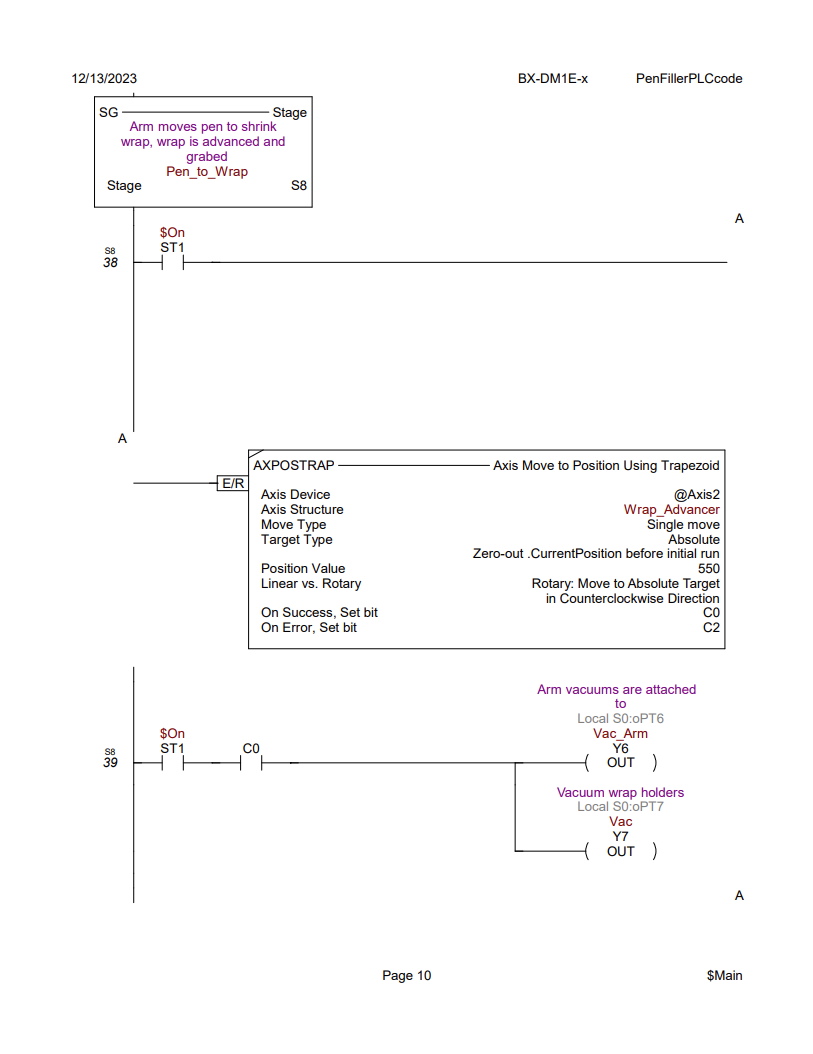 12/13/2023 BX-DM1E-x PenFillerPLCcode
SG Stage
Arm moves pen to shrink
wrap, wrap is advanced and
grabed
Pen_to_Wrap
Stage S8
A
$On
ST1
S8
38
A
AXPOSTRAP Axis Move to Position Using Trapezoid
E/R
Axis Device @Axis2
Axis Structure Wrap_Advancer
Move Type Single move
Target Type Absolute
Zero-out .CurrentPosition before initial run
Position Value 550
Linear vs. Rotary Rotary: Move to Absolute Target
in Counterclockwise Direction
On Success, Set bit C0
On Error, Set bit C2
Arm vacuums are attached
to
Local S0:oPT6
$On Vac_Arm
ST1 C0 Y6
S8
39 OUT
Vacuum wrap holders
Local S0:oPT7
Vac
Y7
OUT
A
Page 10 $Main